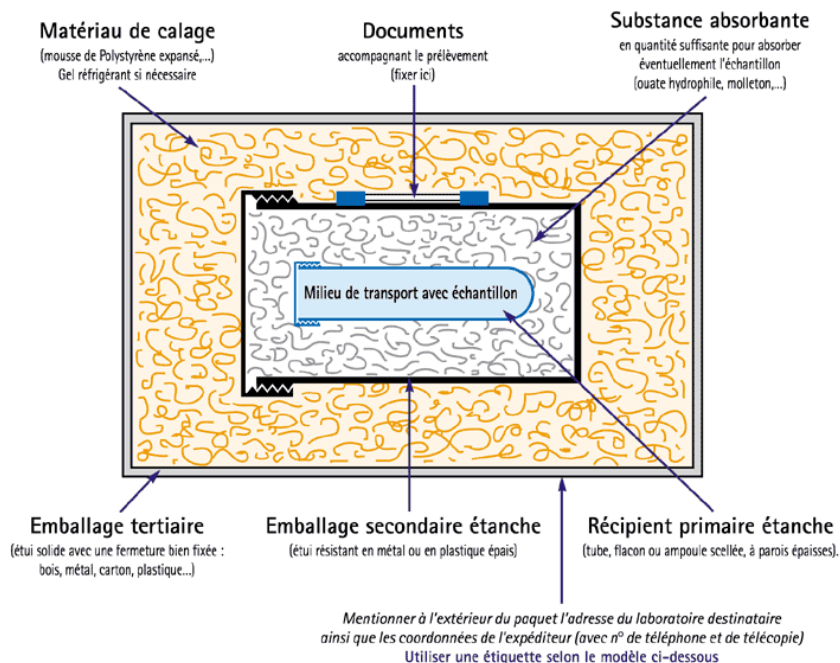 Matériau de calage
(mousse de Polystyrène expansé,...)
Gel réfrigérant si nécessaire
Documents
accompagnant le prélèvement
(fixer ici)
Substance absorbante
en quantité suffisante pour absorber
éventuellement l'échantillon
(ouate hydrophile, molleton,...)
Milieu de transport avec échantillon
Emballage tertiaire
(étui solide avec une fermeture bien fixée :
bois, métal, carton, plastique...)
Emballage secondaire étanche
(étui résistant en métal ou en plastique épais)
Récipient primaire étanche
(tube, flacon ou ampoule scellée, à parois épaisses).
Mentionner à l'extérieur du paquet l'adresse du laboratoire destinataire
ainsi que les coordonnées de l'expéditeur (avec n° de téléphone et de télécopie)
Utiliser une étiquette selon le modèle ci-dessous